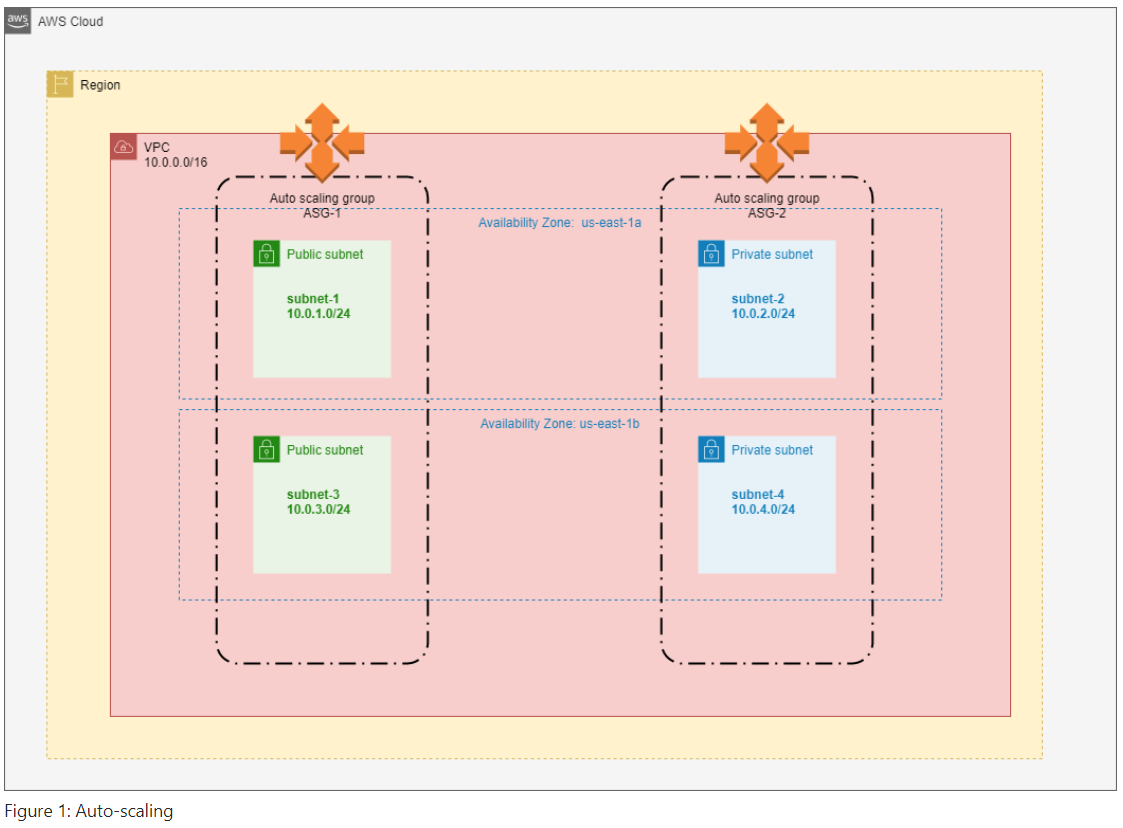 aws
AWS Cloud
Region
VPC
10.0.0.0/16
Auto scaling group
ASG-1
Auto scaling group
ASG-2
Availability Zone:  us-east-1a
Public subnet
subnet-1
10.0.1.0/24
Private subnet
subnet-2
10.0.2.0/24
Availability Zone: us-east-1b
Public subnet
subnet-3
10.0.3.0/24
Private subnet
subnet-4
10.0.4.0/24
Figure 1: Auto-scaling